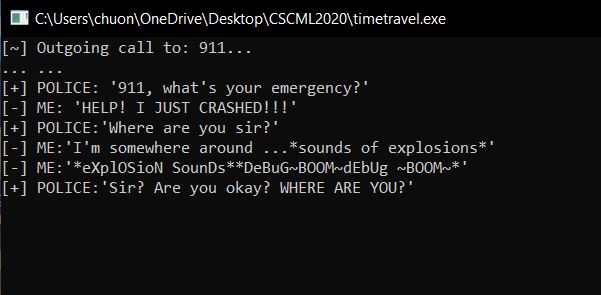 C:\Users\chuon\OneDrive\Desktop\CSCML2020\timetravel.exe
[~] Outgoing call to: 911...
... ...
[+] POLICE: '911, what's your emergency?'
[-] ME: 'HELP! I JUST CRASHED!!!'
[+] POLICE:'Where are you sir?'
[-] ME:'I'm somewhere around ...*sounds of explosions*'
[-] ME:'*eXplOSioN SounDs**DeBuG~BOOM~dEbUg ~BOOM~*'
[+] POLICE:'Sir? Are you okay? WHERE ARE YOU?'